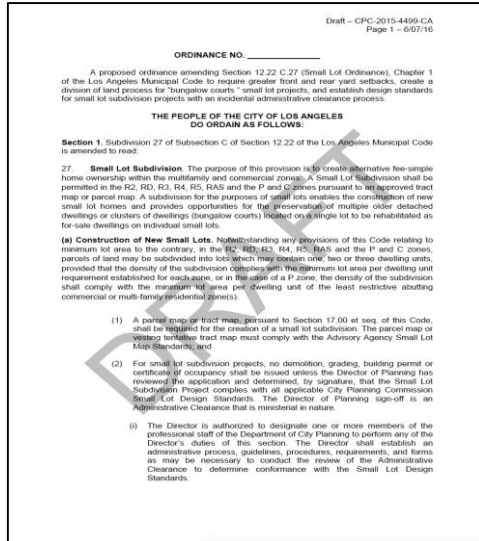 Draft – CPC-2015-4499-CA
Page 1 – 6/07/16
ORDINANCE NO. ____________
A proposed ordinance amending Section 12.22 C.27 (Small Lot Ordinance), Chapter 1
of the Los Angeles Municipal Code to require greater front and rear yard setbacks, create a
division of land process for "bungalow courts " small lot projects, and establish design standards
for small lot subdivision projects with an incidental administrative clearance process.
THE PEOPLE OF THE CITY OF LOS ANGELES
DO ORDAIN AS FOLLOWS:
Section 1. Subdivision 27 of Subsection C of Section 12.22 of the Los Angeles Municipal Code
is amended to read:
27. Small Lot Subdivision. The purpose of this provision is to create alternative fee-simple
home ownership within the multifamily and commercial zones. A Small Lot Subdivision shall be
permitted in the R2, RD, R3, R4, R5, RAS and the P and C zones pursuant to an approved tract
map or parcel map. A subdivision for the purposes of small lots enables the construction of new
small lot homes and provides opportunities for the preservation of multiple older detached
dwellings or clusters of dwellings (bungalow courts) located on a single lot to be rehabilitated as
for-sale dwellings on individual small lots.
(a) Construction of New Small Lots. Notwithstanding any provisions of this Code relating to
minimum lot area to the contrary, in the R2, RD, R3, R4, R5, RAS and the P and C zones,
parcels of land may be subdivided into lots which may contain one, two or three dwelling units,
provided that the density of the subdivision complies with the minimum lot area per dwelling unit
requirement established for each zone, or in the case of a P zone, the density of the subdivision
shall comply with the minimum lot area per dwelling unit of the least restrictive abutting
commercial or multi-family residential zone(s).
(1) A parcel map or tract map, pursuant to Section 17.00 et seq. of this Code,
shall be required for the creation of a small lot subdivision. The parcel map or
vesting tentative tract map must comply with the Advisory Agency Small Lot
Map Standards; and
(2) For small lot subdivision projects, no demolition, grading, building permit or
certificate of occupancy shall be issued unless the Director of Planning has
reviewed the application and determined, by signature, that the Small Lot
Subdivision Project complies with all applicable City Planning Commission
Small Lot Design Standards. The Director of Planning sign-off is an
Administrative Clearance that is ministerial in nature.
(i) The Director is authorized to designate one or more members of the
professional staff of the Department of City Planning to perform any of the
Director's duties of this section. The Director shall establish an
administrative process, guidelines, procedures, requirements, and forms
as may be necessary to conduct the review of the Administrative
Clearance to determine conformance with the Small Lot Design
Standards.
DRAFT